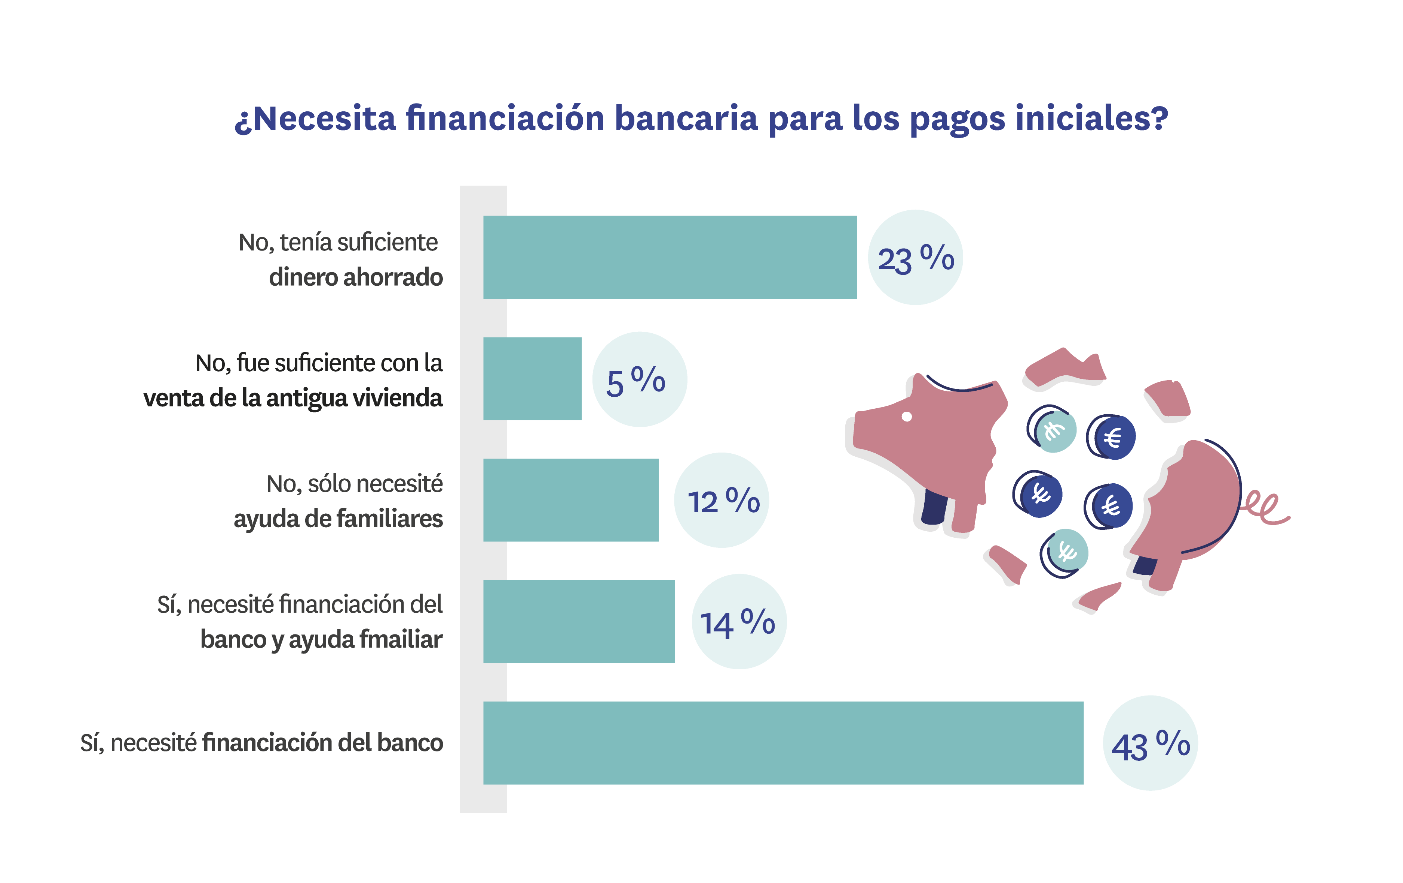 ¿Necesita financiación bancaria para los pagos iniciales?
No, tenía suficiente
dinero ahorrado
23 %
No, fue suficiente con la
venta de la antigua vivienda
5 %
No, sólo necesité
ayuda de familiares
12 %
Sí, necesité financiación del
banco y ayuda fmailiar
14 %
Sí, necesité financiación del banco
43 %
€
€
€
€
€